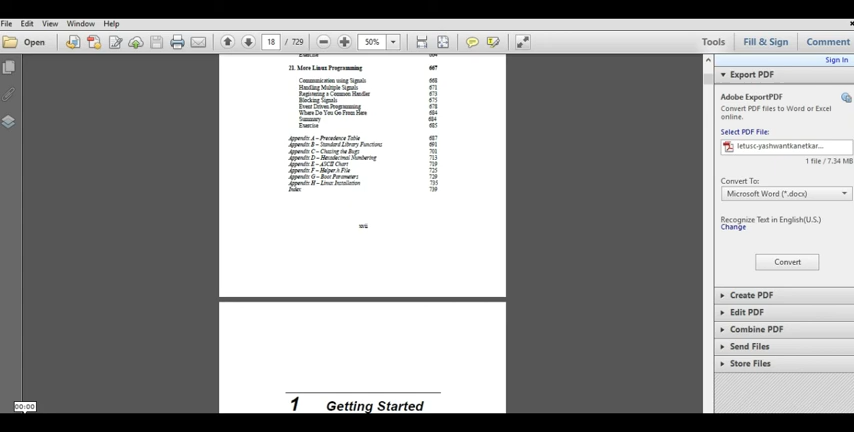 File Edit View Window Help
Open 18 / 729 50% Tools Fill & Sign Comment
Sign In
21. More Linux Programming 667
Communication using Signals 668
Handling Multiple Signals 671
Registering a Common Handler 673
Blocking Signals 675
Event Driven Programming 678
Where Do You Go From Here 684
Summary 684
Exercise 685
Appendix A – Precedence Table 687
Appendix B – Standard Library Functions 691
Appendix C – Chasing the Bugs 701
Appendix D – Hexadecimal Numbering 713
Appendix E – ASCII Chart 719
Appendix F – Helper.h File 725
Appendix G – Boot Parameters 729
Appendix H – Linux Installation 735
Index 739
xvii
1 Getting Started
00:00
Export PDF
Adobe ExportPDF
Convert PDF files to Word or Excel
online.
Select PDF File:
letusc-yashwantkanetkar...
1 file / 7.34 MB
Convert To:
Microsoft Word (*.docx)
Recognize Text in English(U.S.)
Change
Convert
Create PDF
Edit PDF
Combine PDF
Send Files
Store Files